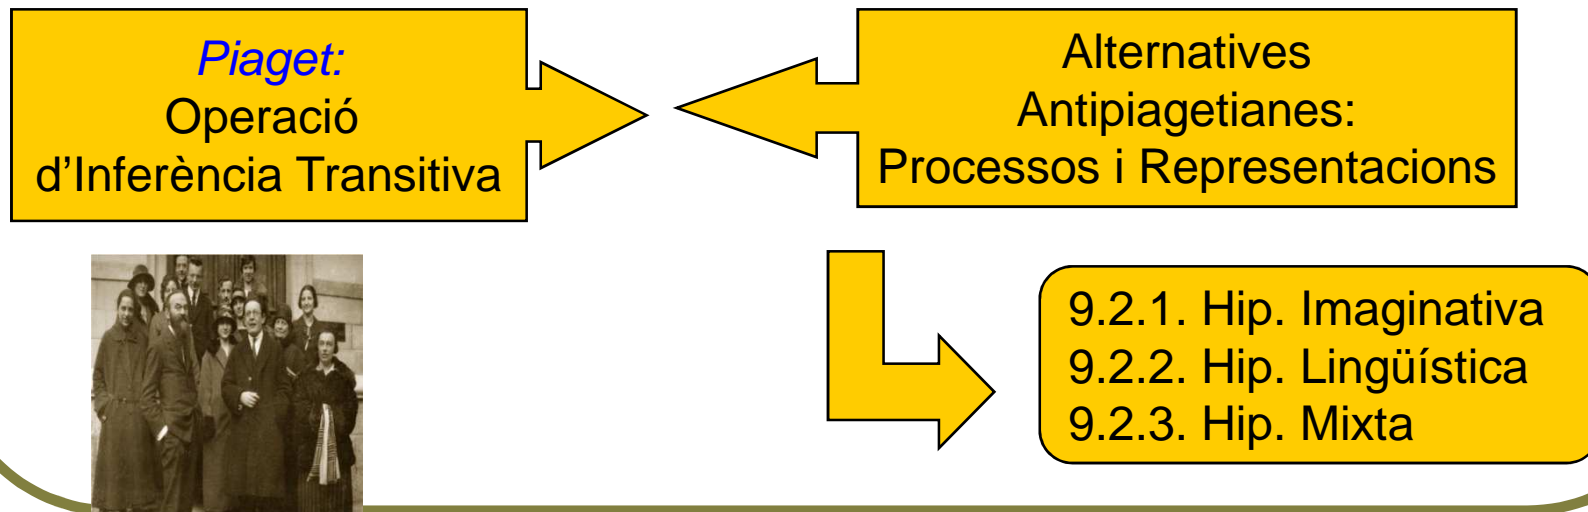 Piaget:
Operació
d’Inferència Transitiva
Alternatives
Antipiagetianes:
Processos i Representacions
9.2.1. Hip. Imaginativa
9.2.2. Hip. Lingüística
9.2.3. Hip. Mixta